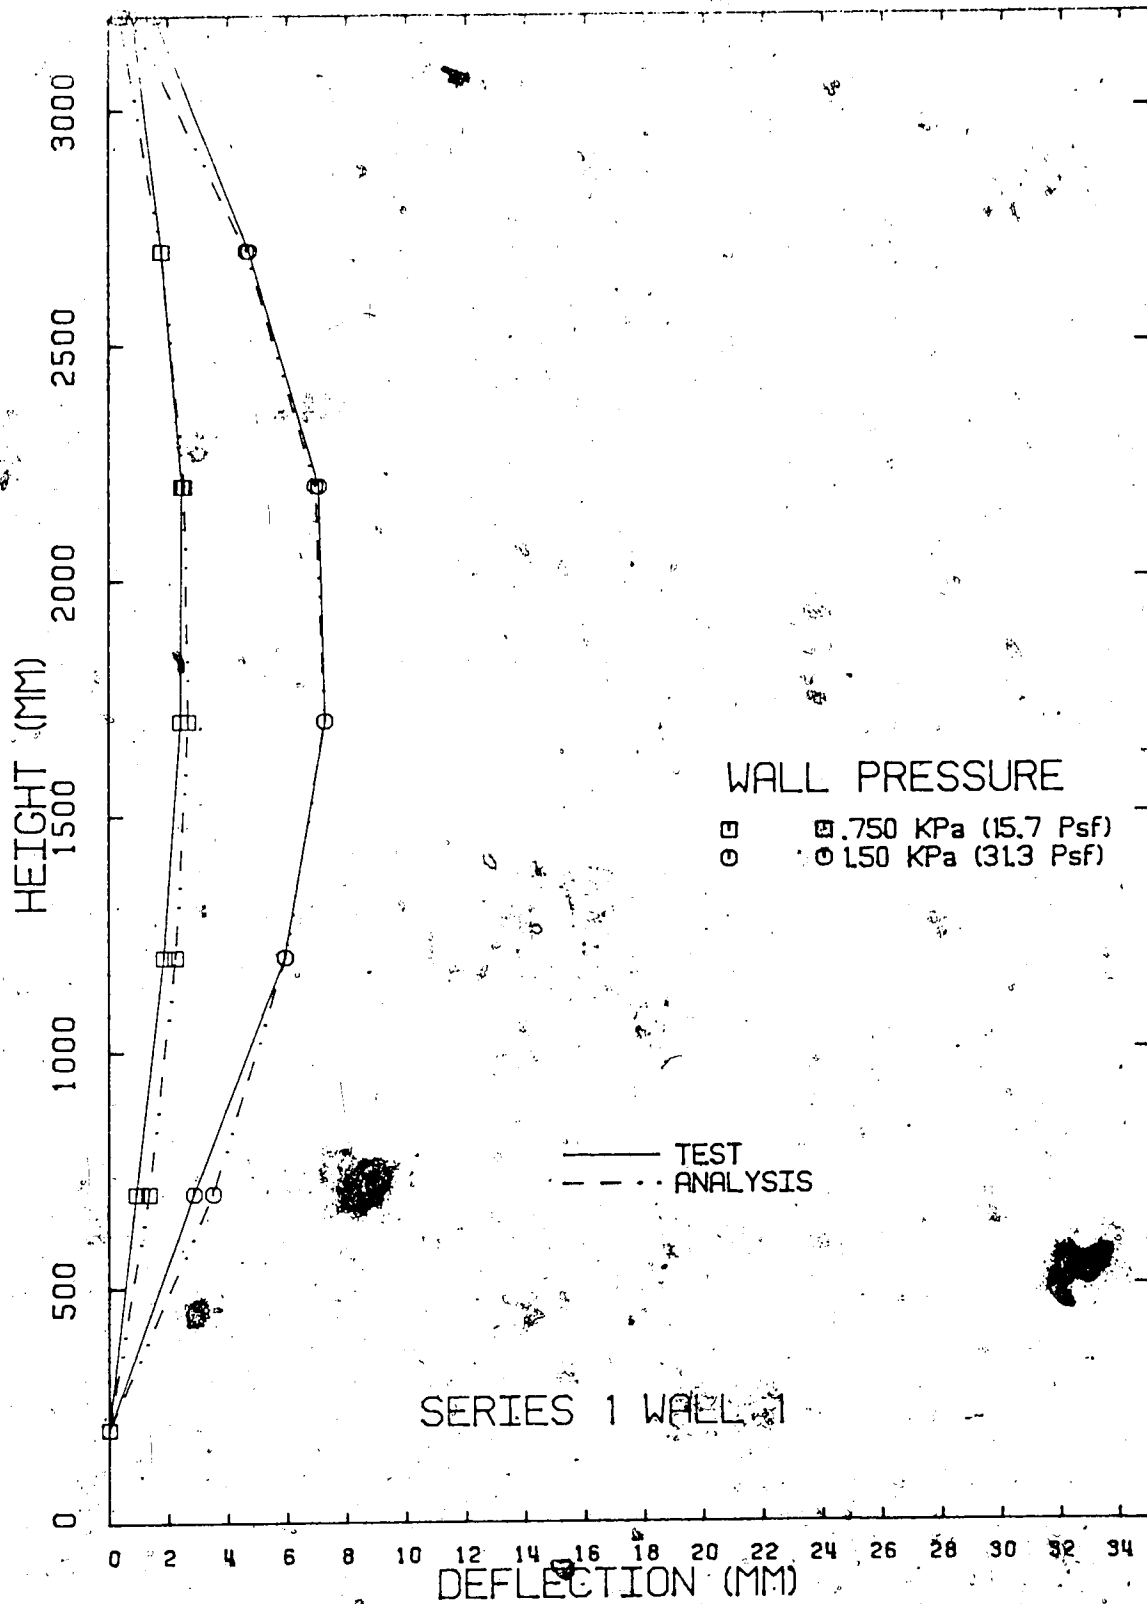 3000
2500
2000
1500
1000
500
0
HEIGHT (MM)
WALL PRESSURE
.750 KPa (15.7 Psf)
1.50 KPa (31.3 Psf)
TEST
ANALYSIS
SERIES 1 WALL 1
0 2 4 6 8 10 12 14 16 18 20 22 24 26 28 30 32 34
DEFLECTION (MM)